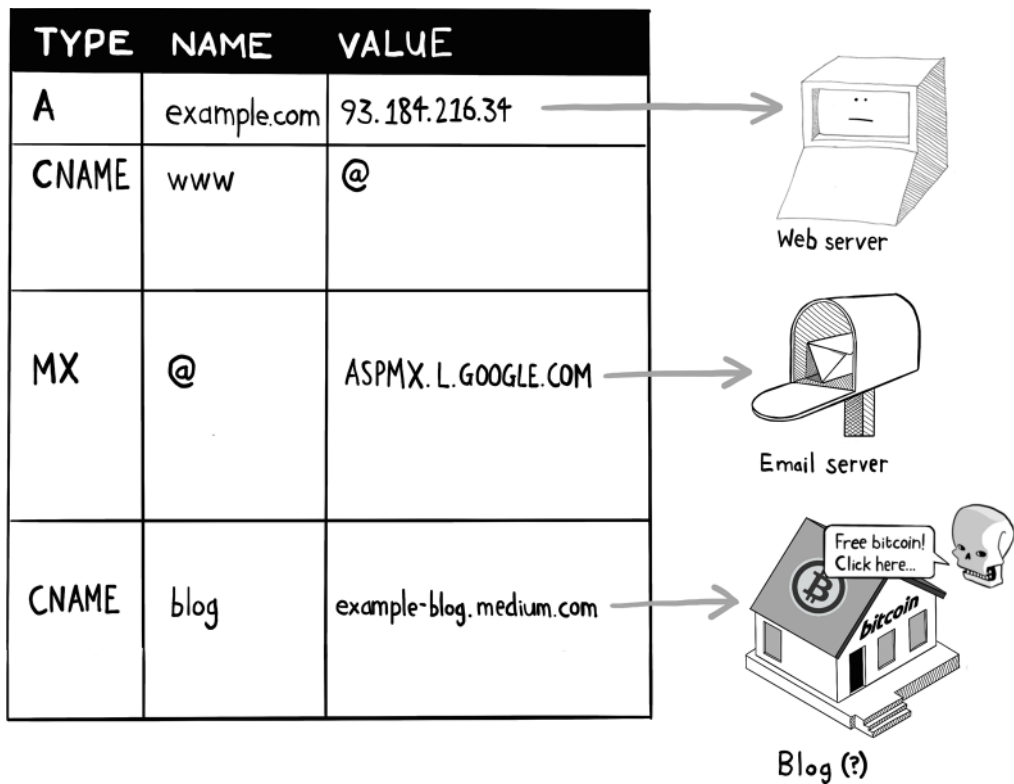 TYPE NAME VALUE
A example.com 93.184.216.34
CNAME www @
Web server
MX @ ASPMX.L.GOOGLE.COM
Email server
CNAME blog example-blog.medium.com
Free bitcoin!
Click here...
bitcoin
Blog (?)